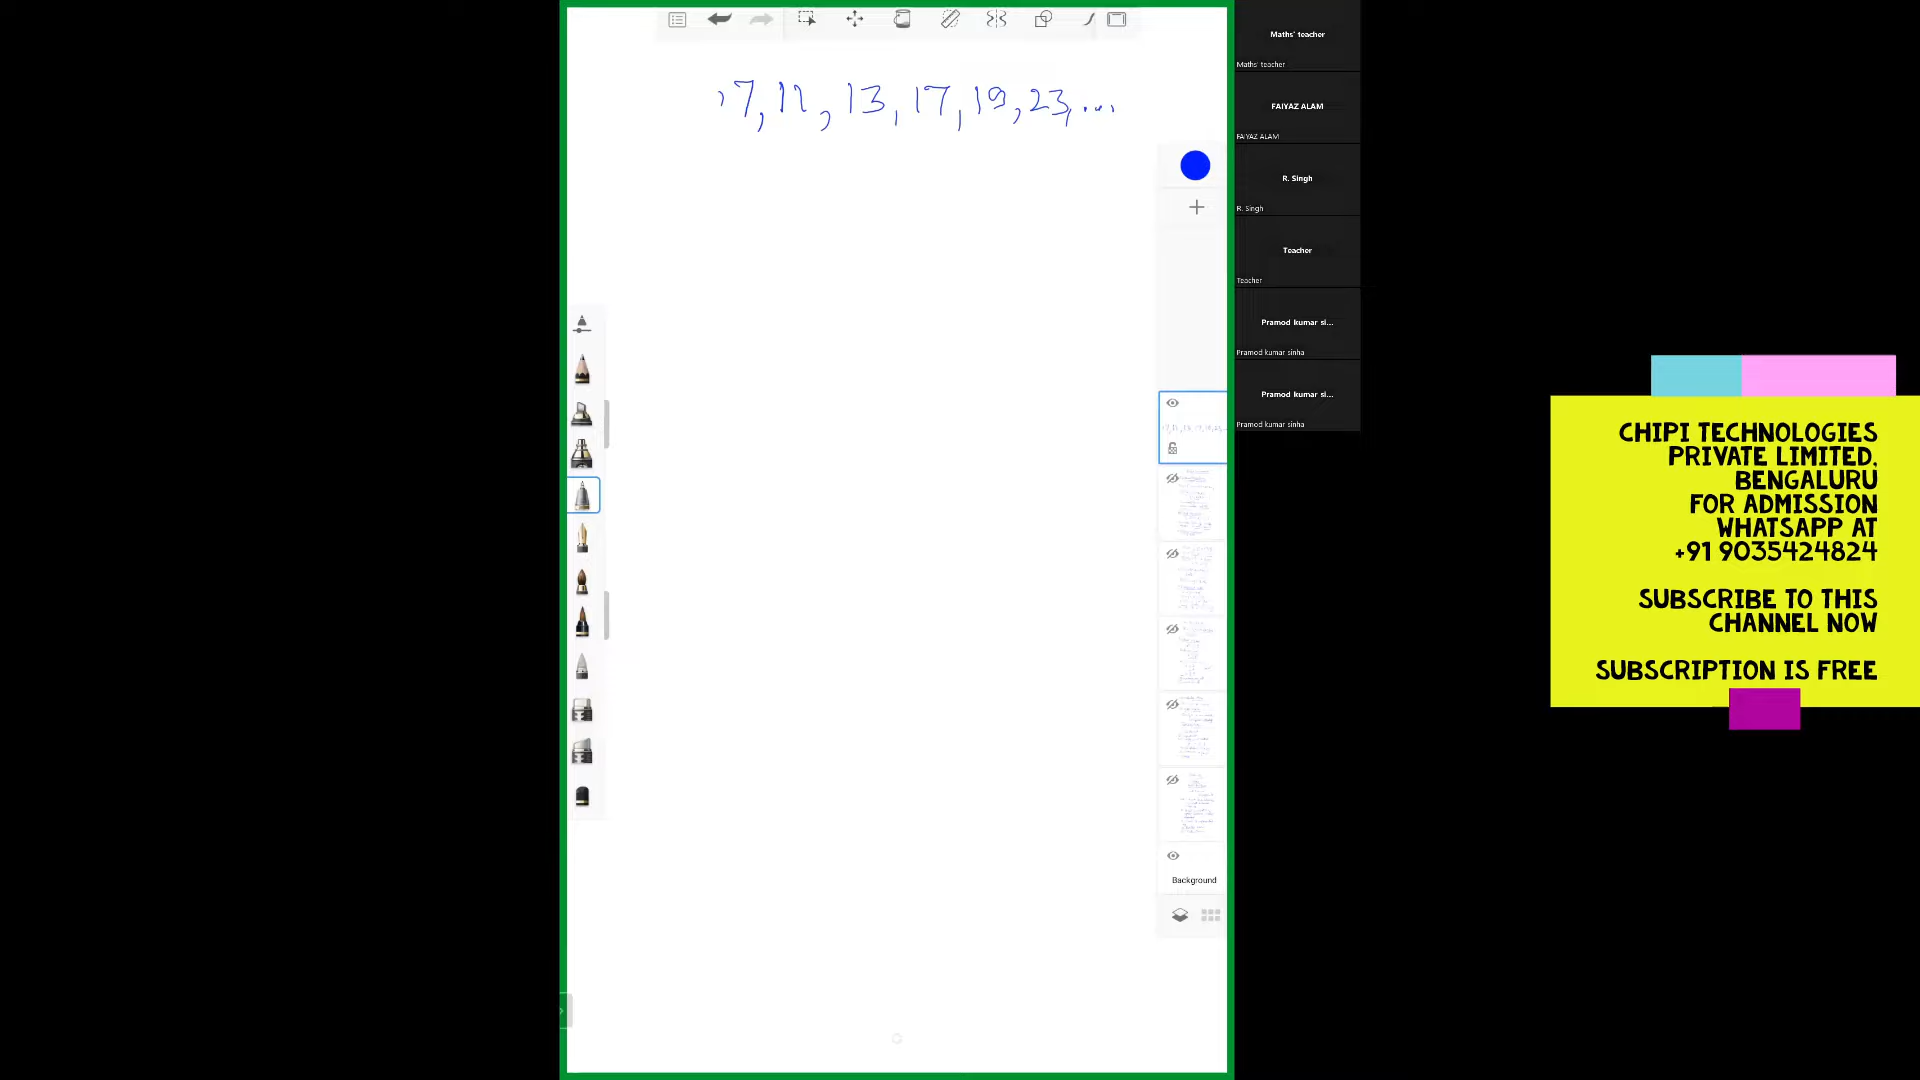 ,7, 11, 13, 17, 19, 23, ...
Maths' teacher
Maths' teacher
FAIYAZ ALAM
FAIYAZ ALAM
R. Singh
R. Singh
Teacher
Teacher
Pramod kumar si...
Pramod kumar sinha
Pramod kumar si...
Pramod kumar sinha
Background
CHIPI TECHNOLOGIES
PRIVATE LIMITED,
BENGALURU
FOR ADMISSION
WHATSAPP AT
+91 9035424824
SUBSCRIBE TO THIS
CHANNEL NOW
SUBSCRIPTION IS FREE